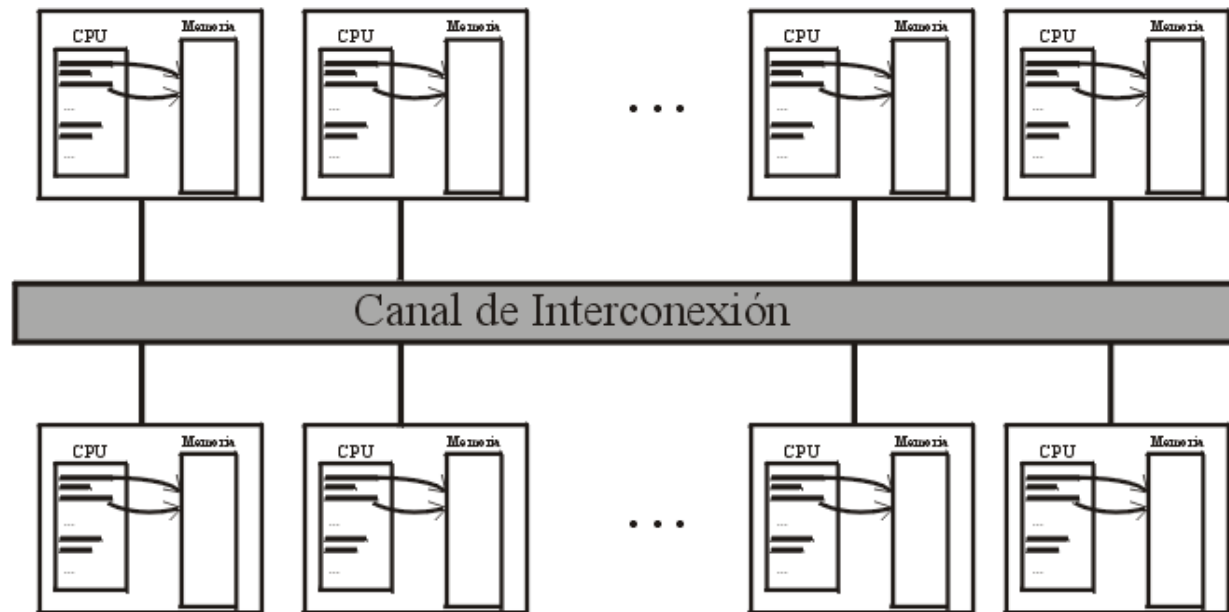 Memoria
CPU
Memoria
CPU
Memoria
CPU
Memoria
CPU
...
...
...
...
. . .
...
...
...
...
Canal de Interconexión
Memoria
CPU
Memoria
CPU
Memoria
CPU
Memoria
CPU
...
...
...
...
. . .
...
...
...
...